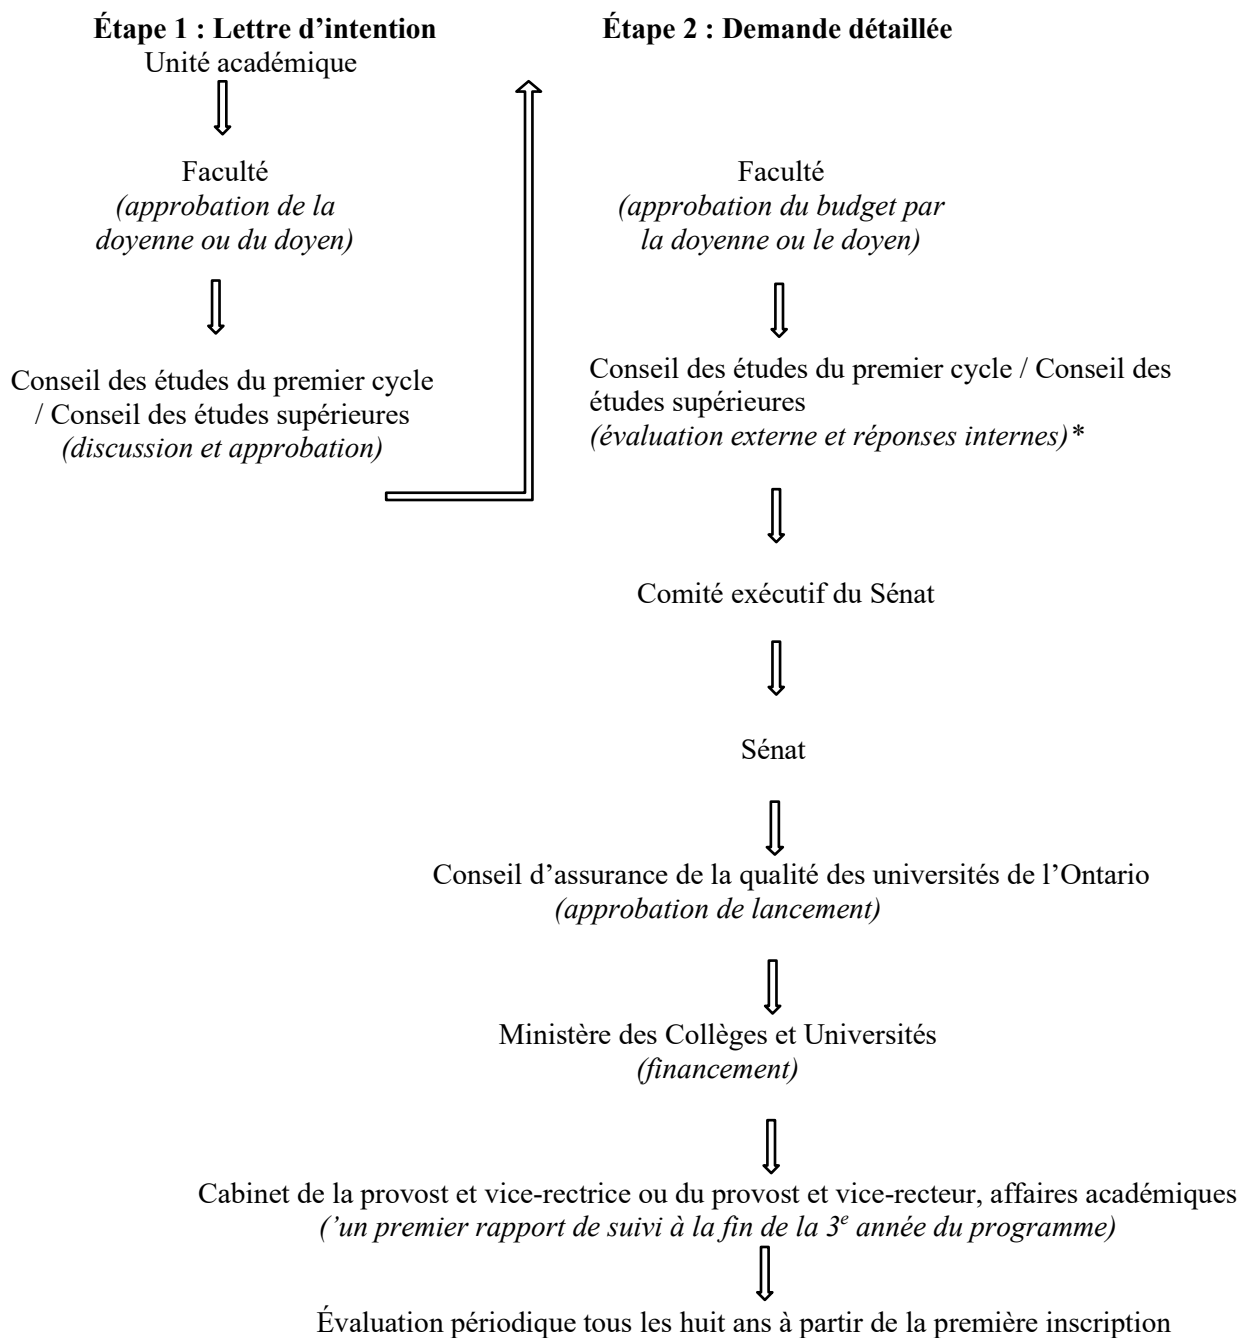 Étape 1 : Lettre d’intention
Unité académique
Faculté
(approbation de la
doyenne ou du doyen)
Conseil des études du premier cycle
/ Conseil des études supérieures
(discussion et approbation)
Étape 2 : Demande détaillée
Faculté
(approbation du budget par
la doyenne ou le doyen)
Conseil des études du premier cycle / Conseil des
études supérieures
(évaluation externe et réponses internes)*
Comité exécutif du Sénat
Sénat
Conseil d’assurance de la qualité des universités de l’Ontario
(approbation de lancement)
Ministère des Collèges et Universités
(financement)
Cabinet de la provost et vice-rectrice ou du provost et vice-recteur, affaires académiques
(’un premier rapport de suivi à la fin de la 3e année du programme)
Évaluation périodique tous les huit ans à partir de la première inscription